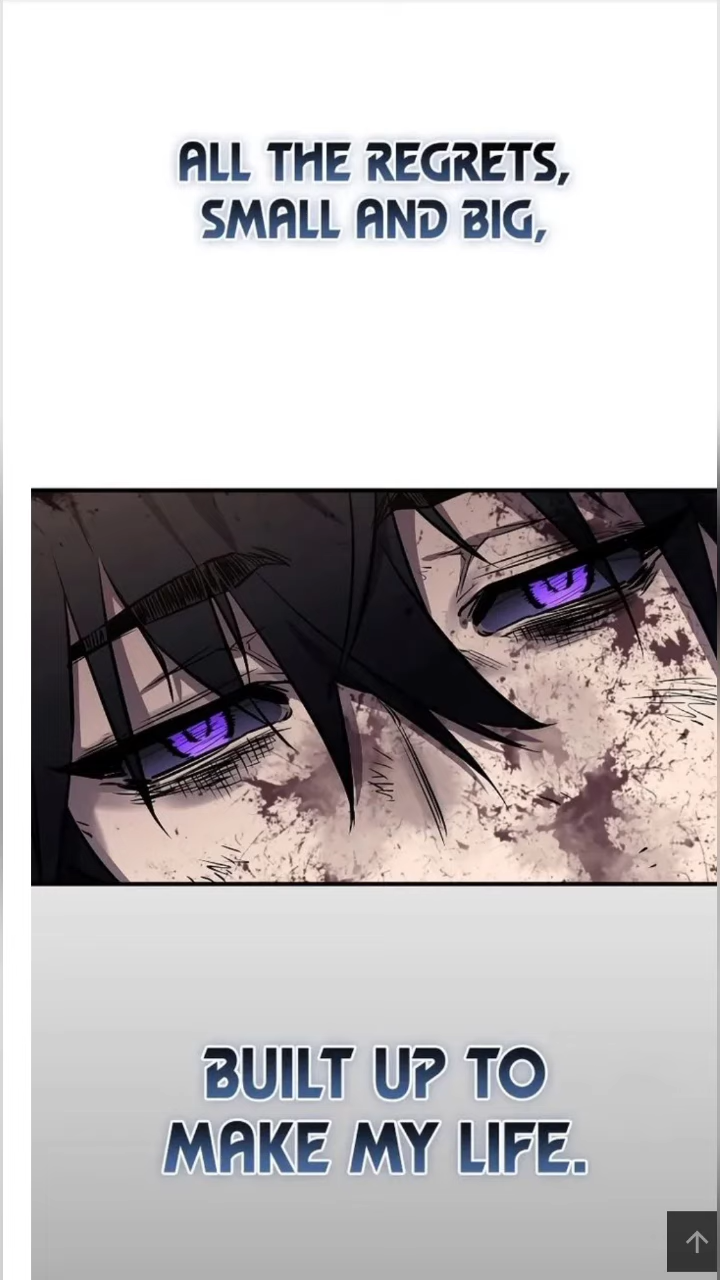 ALL THE REGRETS,
SMALL AND BIG,
BUILT UP TO
MAKE MY LIFE.